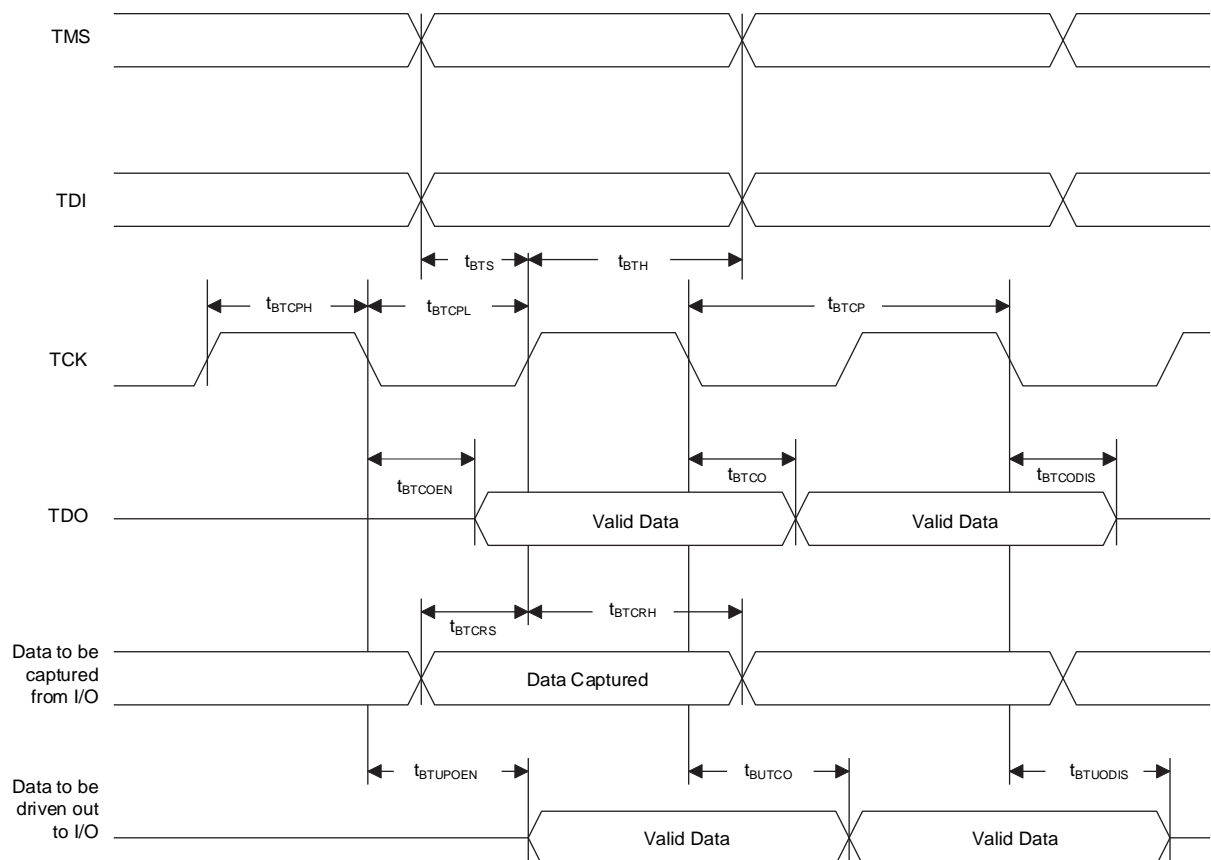 TMS
TDI
tBTS
tBTH
tBTCPH
tBTCPL
tBTCP
TCK
tBTCOEN
tBTCO
tBTCODIS
TDO
Valid Data
Valid Data
tBTCRS
tBTCRH
Data to be
captured
from I/O
Data Captured
tBTUPOEN
tBUTCO
tBTUODIS
Data to be
driven out
to I/O
Valid Data
Valid Data